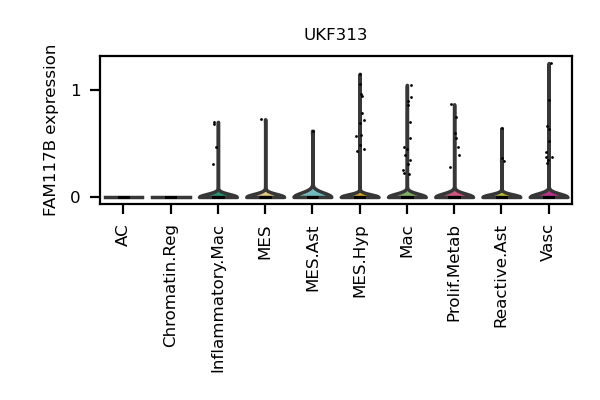 UKF313
FAM117B expression
1
0
AC
Chromatin.Reg
Inflammatory.Mac
MES
MES.Ast
MES.Hyp
Mac
Prolif.Metab
Reactive.Ast
Vasc